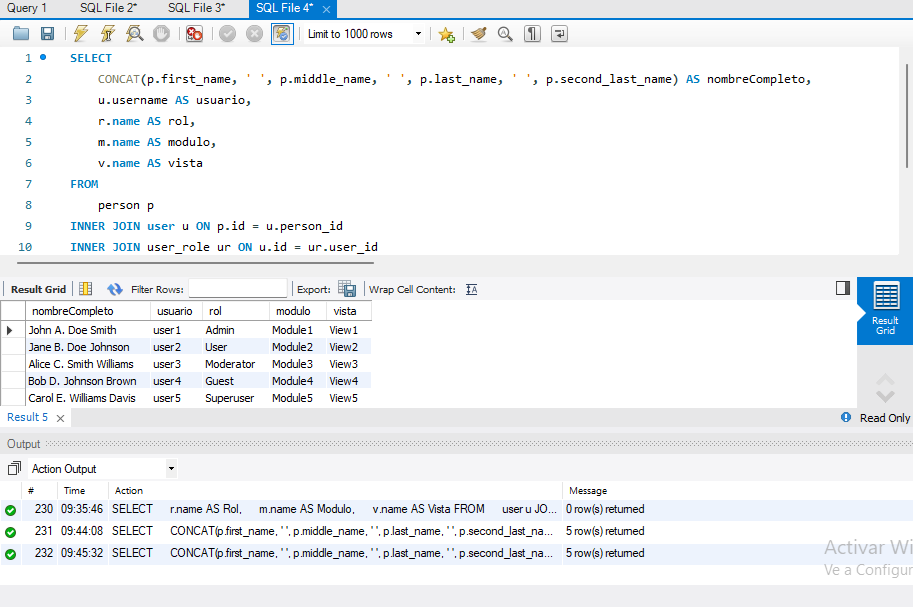 Query 1 SQL File 2* SQL File 3* SQL File 4*
Limit to 1000 rows
1 SELECT
2 CONCAT(p.first_name, ' ', p.middle_name, ' ', p.last_name, ' ', p.second_last_name) AS nombreCompleto,
3 u.username AS usuario,
4 r.name AS rol,
5 m.name AS modulo,
6 v.name AS vista
7 FROM
8 person p
9 INNER JOIN user u ON p.id = u.person_id
10 INNER JOIN user_role ur ON u.id = ur.user_id
Result Grid Filter Rows: Export: Wrap Cell Content:
nombreCompleto usuario rol modulo vista
John A. Doe Smith user1 Admin Module1 View1
Jane B. Doe Johnson user2 User Module2 View2
Alice C. Smith Williams user3 Moderator Module3 View3
Bob D. Johnson Brown user4 Guest Module4 View4
Carol E. Williams Davis user5 Superuser Module5 View5
Result
Grid
Result 5 Read Only
Output
Action Output
# Time Action Message
230 09:35:46 SELECT r.name AS Rol, m.name AS Modulo, v.name AS Vista FROM user u JO... 0 row(s) returned
231 09:44:08 SELECT CONCAT(p.first_name, ' ', p.middle_name, ' ', p.last_name, ' ', p.second_last_na... 5 row(s) returned
232 09:45:32 SELECT CONCAT(p.first_name, ' ', p.middle_name, ' ', p.last_name, ' ', p.second_last_na... 5 row(s) returned
Activar Wi
Ve a Configur